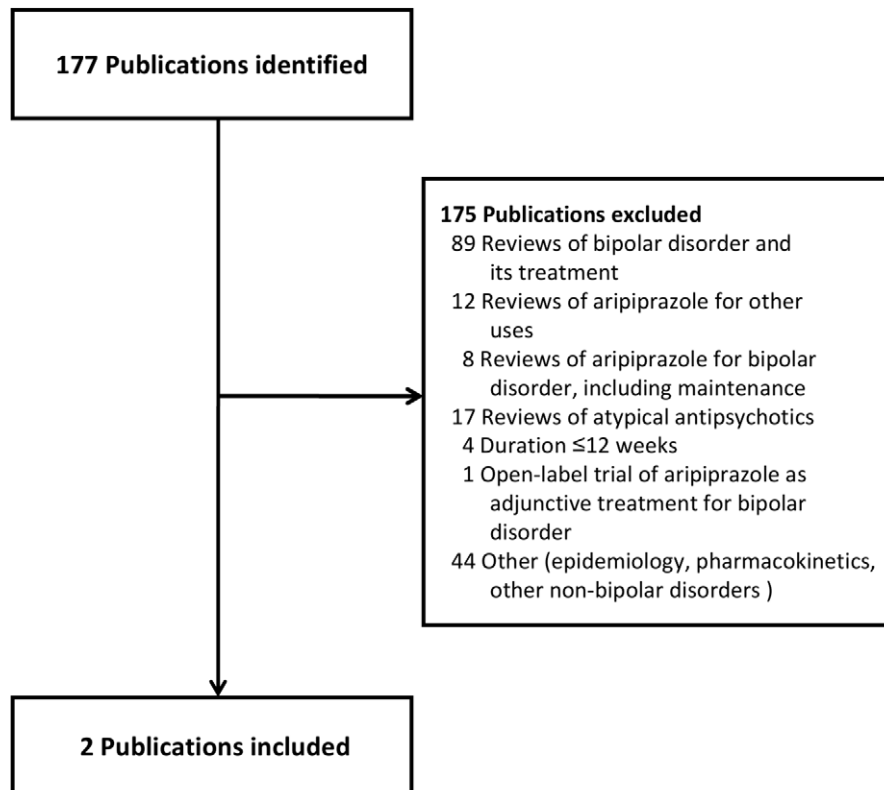 177 Publications identified
175 Publications excluded
89 Reviews of bipolar disorder and
its treatment
12 Reviews of aripiprazole for other
uses
8 Reviews of aripiprazole for bipolar
disorder, including maintenance
17 Reviews of atypical antipsychotics
4 Duration ≤12 weeks
1 Open-label trial of aripiprazole as
adjunctive treatment for bipolar
disorder
44 Other (epidemiology, pharmacokinetics,
other non-bipolar disorders )
2 Publications included